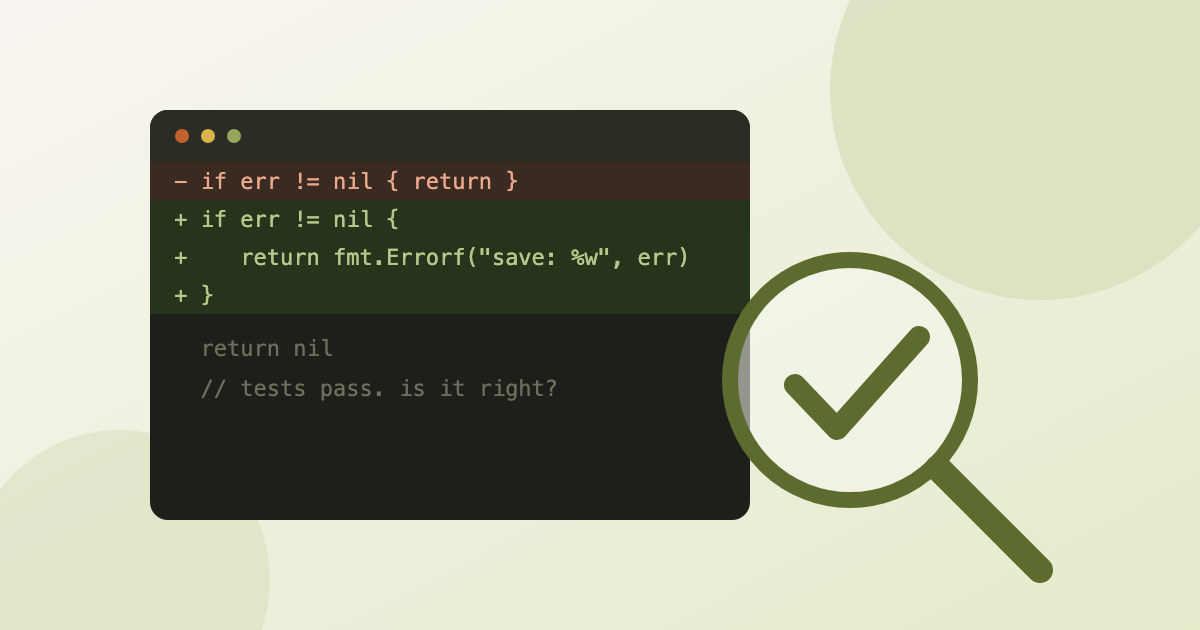 − if err != nil { return }
+ if err != nil {
+    return fmt.Errorf("save: %w", err)
+ }
return nil
// tests pass. is it right?